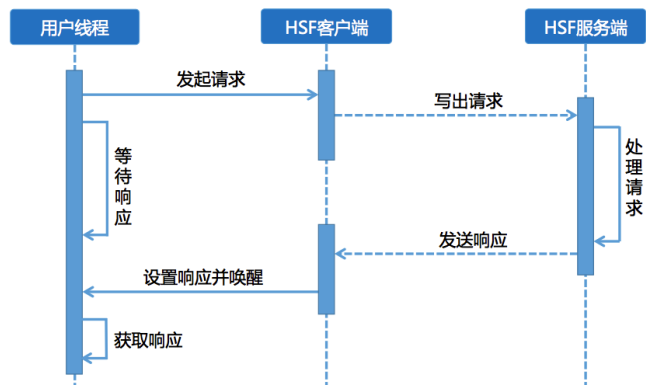 用户线程
HSF客户端
HSF服务端
发起请求
写出请求
等待响应
处理请求
发送响应
设置响应并唤醒
获取响应